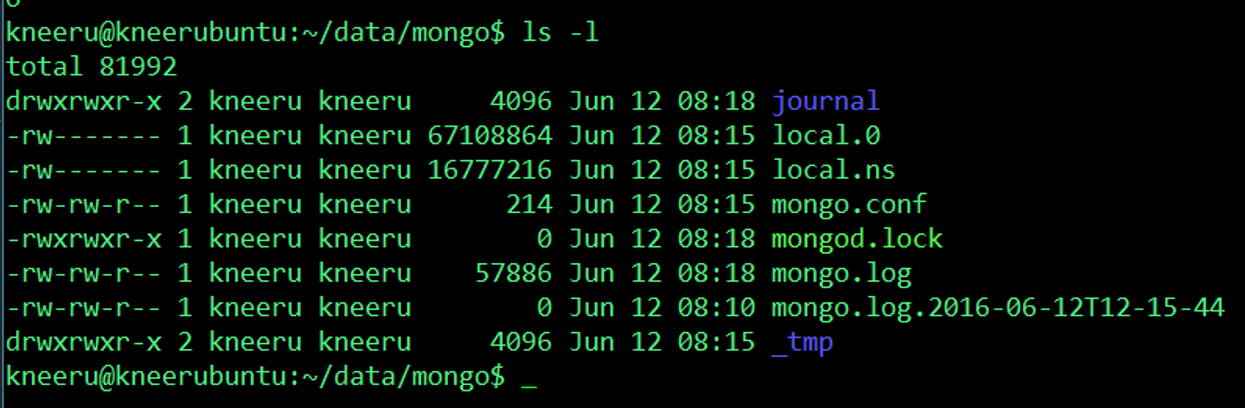 kneeru@kneerubuntu:~/data/mongo$ ls -l
total 81992
drwxrwxr-x 2 kneeru kneeru     4096 Jun 12 08:18 journal
-rw------- 1 kneeru kneeru 67108864 Jun 12 08:15 local.0
-rw------- 1 kneeru kneeru 16777216 Jun 12 08:15 local.ns
-rw-rw-r-- 1 kneeru kneeru      214 Jun 12 08:15 mongo.conf
-rwxrwxr-x 1 kneeru kneeru        0 Jun 12 08:18 mongod.lock
-rw-rw-r-- 1 kneeru kneeru    57886 Jun 12 08:18 mongo.log
-rw-rw-r-- 1 kneeru kneeru        0 Jun 12 08:10 mongo.log.2016-06-12T12-15-44
drwxrwxr-x 2 kneeru kneeru     4096 Jun 12 08:15 _tmp
kneeru@kneerubuntu:~/data/mongo$ _